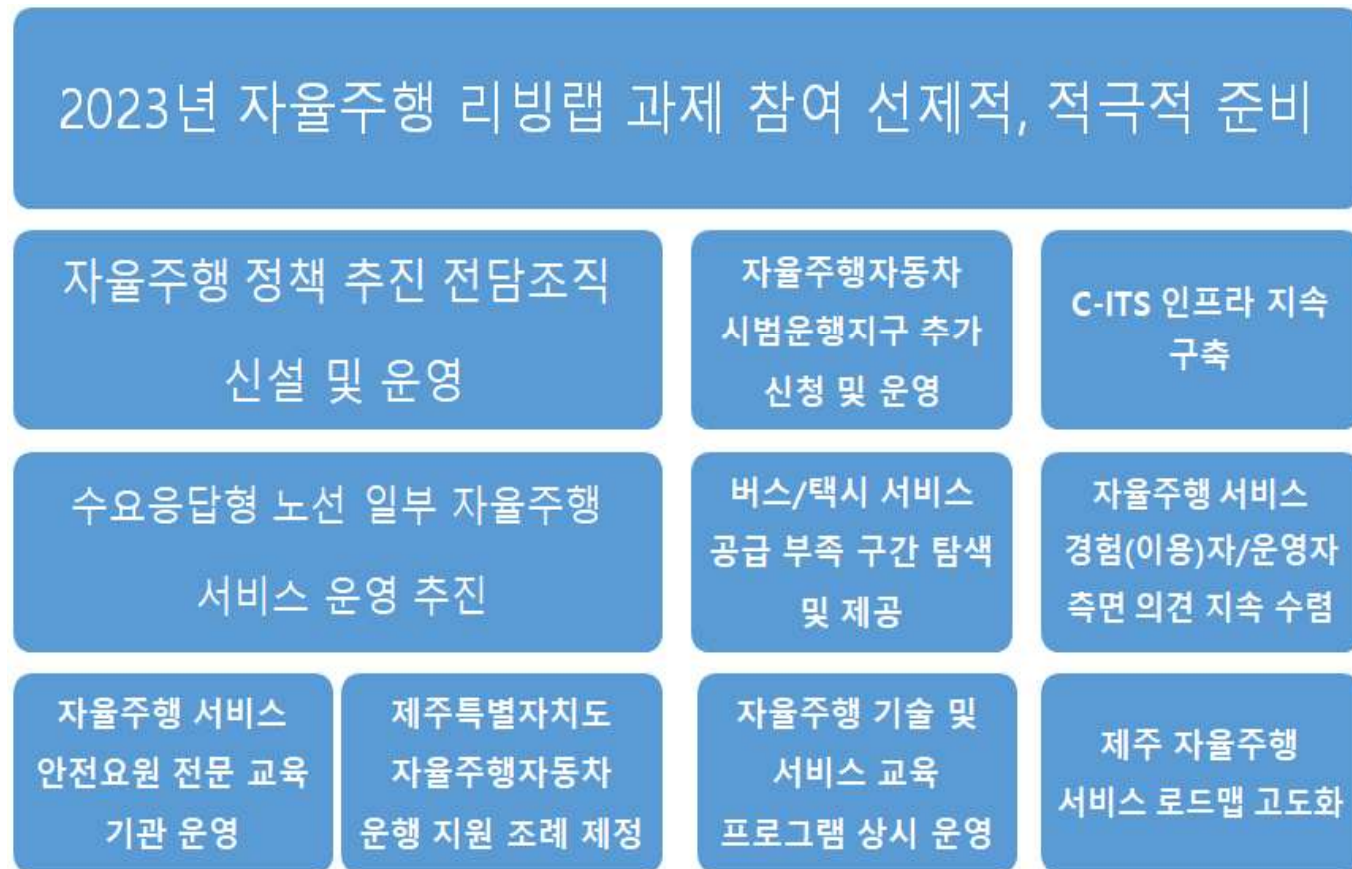 2023년 자율주행 리빙랩 과제 참여 선제적, 적극적 준비
자율주행 정책 추진 전담조직
신설 및 운영
자율주행자동차
시범운행지구 추가
신청 및 운영
C-ITS 인프라 지속
구축
수요응답형 노선 일부 자율주행
서비스 운영 추진
버스/택시 서비스
공급 부족 구간 탐색
및 제공
자율주행 서비스
경험(이용)자/운영자
측면 의견 지속 수렴
자율주행 서비스
안전요원 전문 교육
기관 운영
제주특별자치도
자율주행자동차
운행 지원 조례 제정
자율주행 기술 및
서비스 교육
프로그램 상시 운영
제주 자율주행
서비스 로드맵 고도화